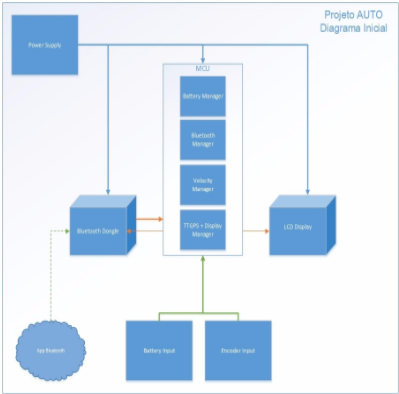 Projeto AUTO
Diagrama Inicial
Power Supply
MCU
Battery Manager
Bluetooth
Manager
Velocity
Manager
TTGPS + Display
Manager
Bluetooth Dongle
LCD Display
App Bluetooth
Battery Input
Encoder Input